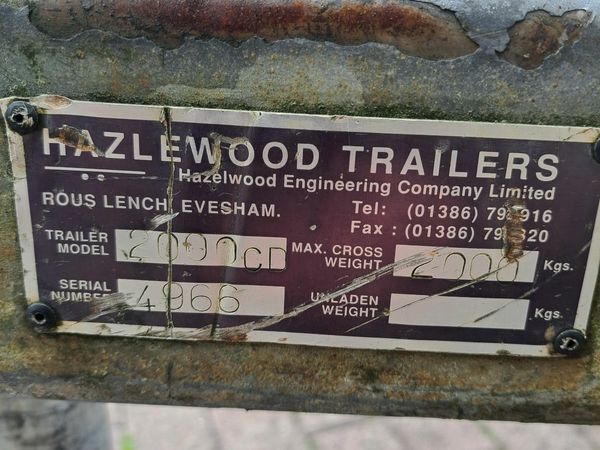 HAZLEWOOD TRAILERS
Hazelwood Engineering Company Limited
ROUS LENCH, EVESHAM.
Tel: (01386)
Fax : (01386)
TRAILER MODEL 2000CD
MAX. CROSS WEIGHT 2000 Kgs.
SERIAL NUMBER 4966
UNLADEN WEIGHT Kgs.